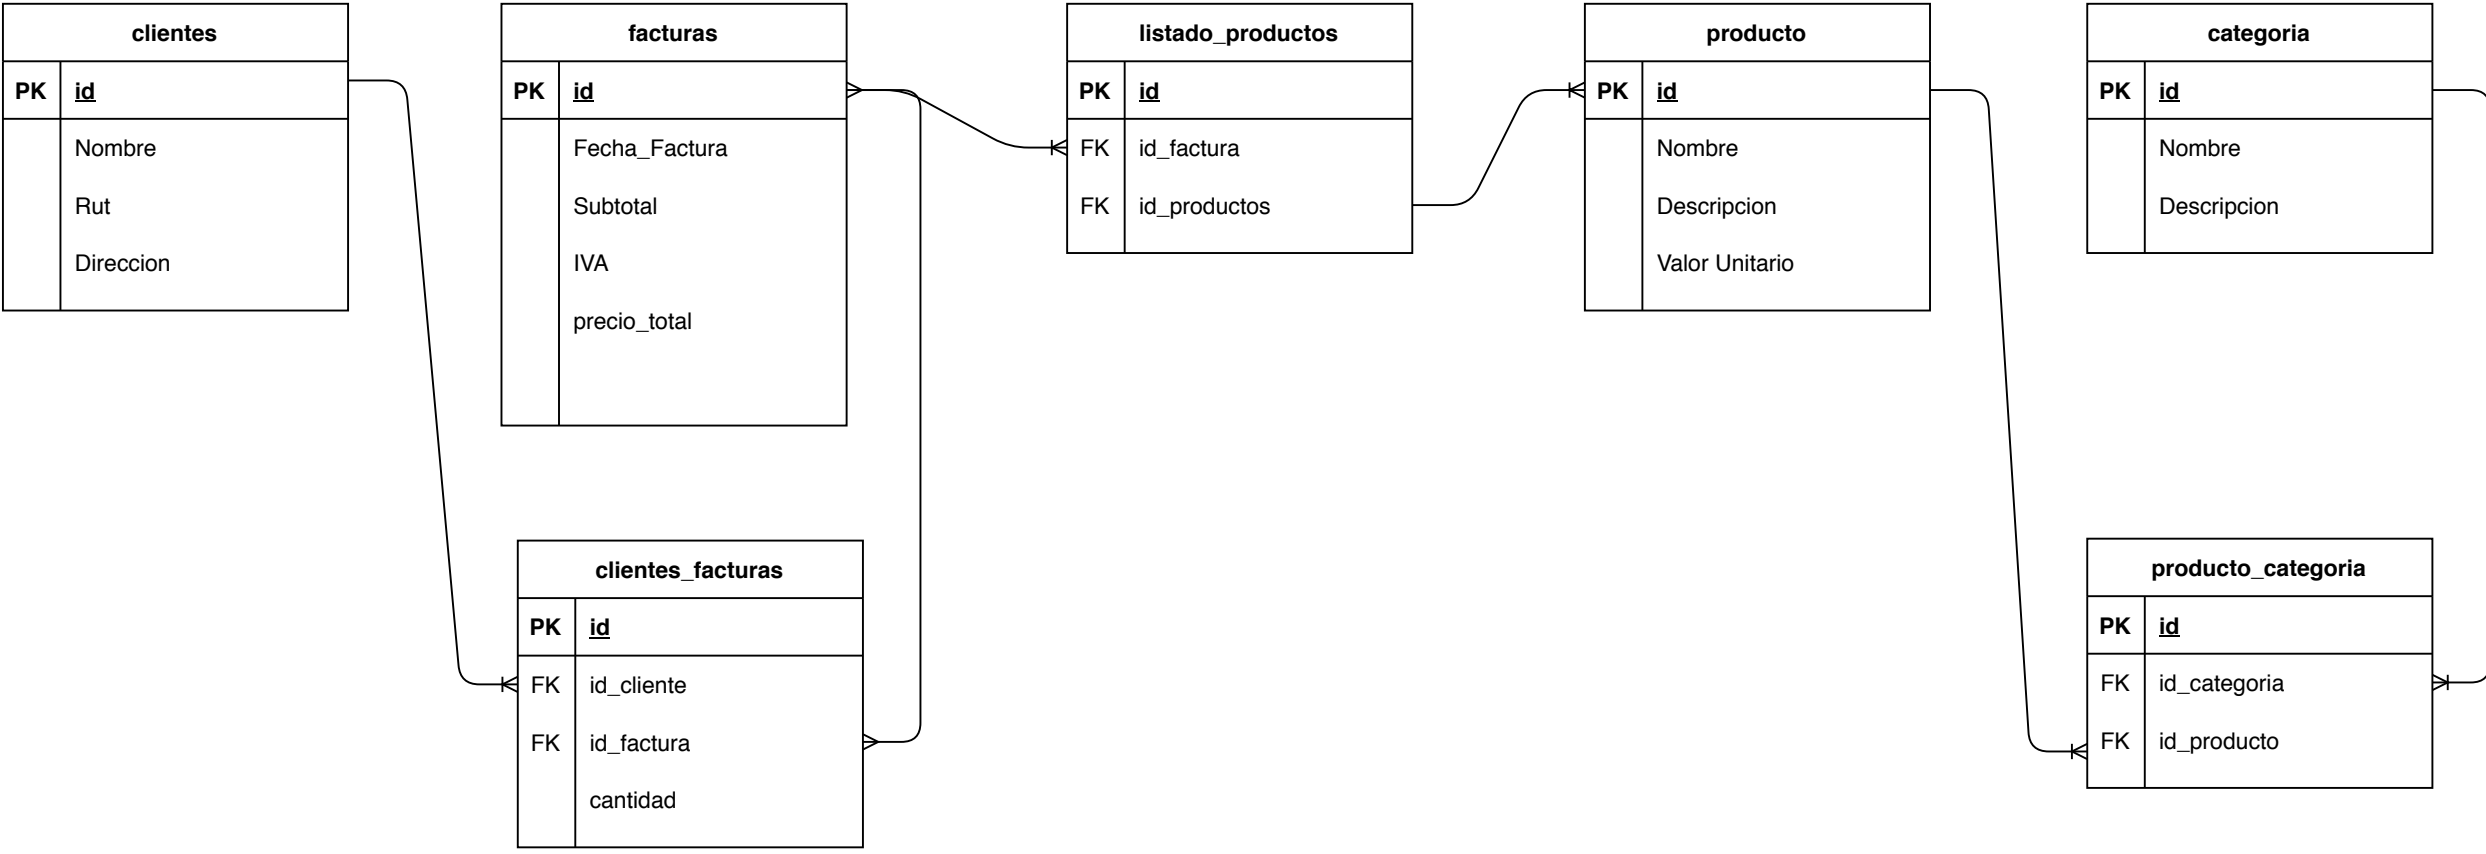 clientes
PK id
Nombre
Rut
Direccion
facturas
PK id
Fecha_Factura
Subtotal
IVA
precio_total
listado_productos
PK id
FK id_factura
FK id_productos
producto
PK id
Nombre
Descripcion
Valor Unitario
categoria
PK id
Nombre
Descripcion
clientes_facturas
PK id
FK id_cliente
FK id_factura
cantidad
producto_categoria
PK id
FK id_categoria
FK id_producto